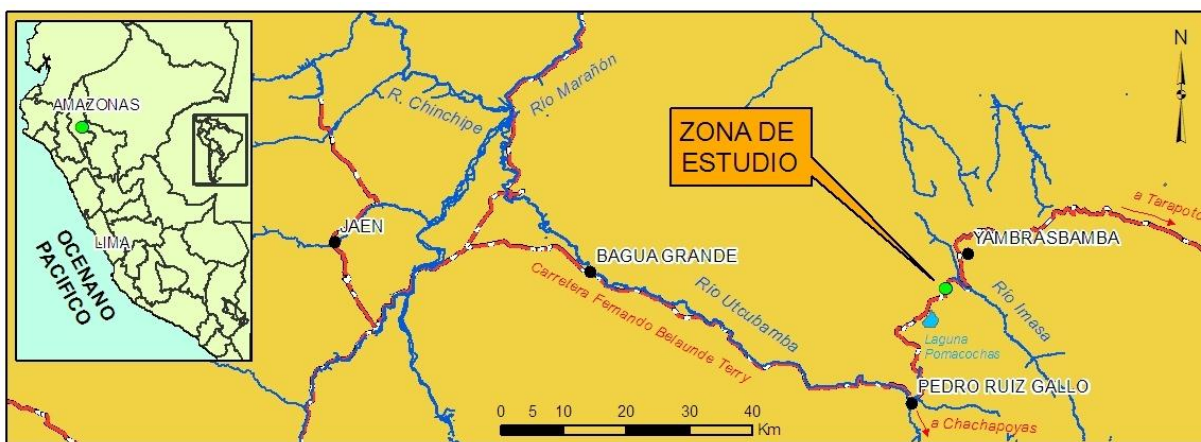 AMAZONAS
LIMA
OCENANO
PACIFICO
R. Chinchipe
Río Marañón
ZONA DE
ESTUDIO
N
a Tarapoto
JAEN
YAMBRASBAMBA
BAGUA GRANDE
Carretera Fernando Belaunde Terry
Río Utcubamba
Río Imasa
Laguna
Pomacochas
PEDRO RUIZ GALLO
a Chachapoyas
0 5 10 20 30 40
Km